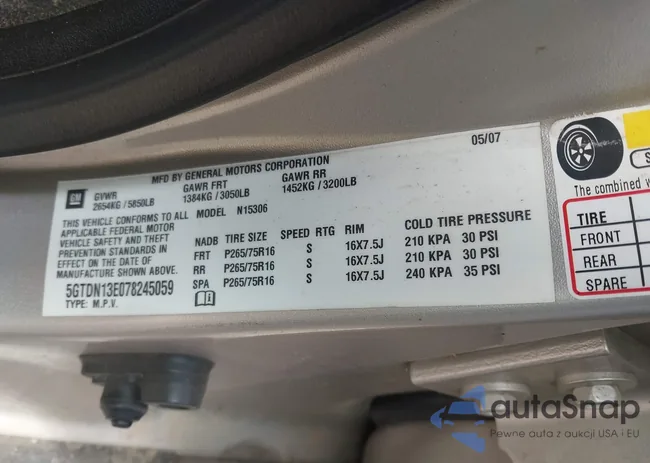 05/07
MFD BY GENERAL MOTORS CORPORATION
GM GVWR GAWR FRT GAWR RR
2654KG / 5850LB 1384KG / 3050LB 1452KG / 3200LB
THIS VEHICLE CONFORMS TO ALL MODEL N15306
APPLICABLE FEDERAL MOTOR
VEHICLE SAFETY AND THEFT
PREVENTION STANDARDS IN
EFFECT ON THE DATE OF
MANUFACTURE SHOWN ABOVE.
5GTDN13E078245059
TYPE: M.P.V.
NADB TIRE SIZE SPEED RTG RIM COLD TIRE PRESSURE
FRT P265/75R16 S 16X7.5J 210 KPA 30 PSI
RR P265/75R16 S 16X7.5J 210 KPA 30 PSI
SPA P265/75R16 S 16X7.5J 240 KPA 35 PSI
The combined w
TIRE
FRONT
REAR
SPARE
autaSnap
Pewne auta z aukcji USA i EU